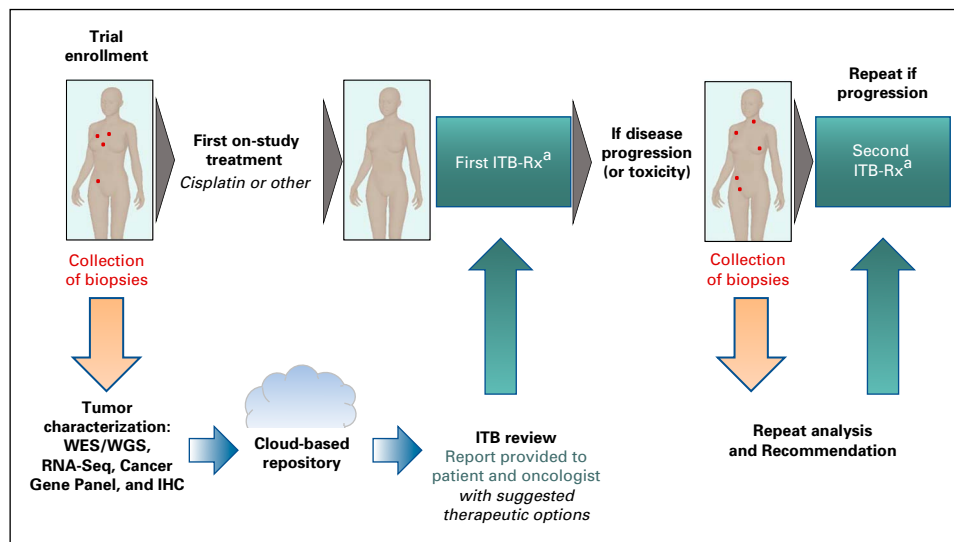 Trial
enrollment
Collection
of biopsies
First on-study
treatment
Cisplatin or other
First ITB-Rxa
If disease
progression
(or toxicity)
Collection
of biopsies
Repeat if
progression
Second
ITB-Rxa
Tumor
characterization:
WES/WGS,
RNA-Seq, Cancer
Gene Panel, and IHC
Cloud-based
repository
ITB review
Report provided to
patient and oncologist
with suggested
therapeutic options
Repeat analysis
and Recommendation